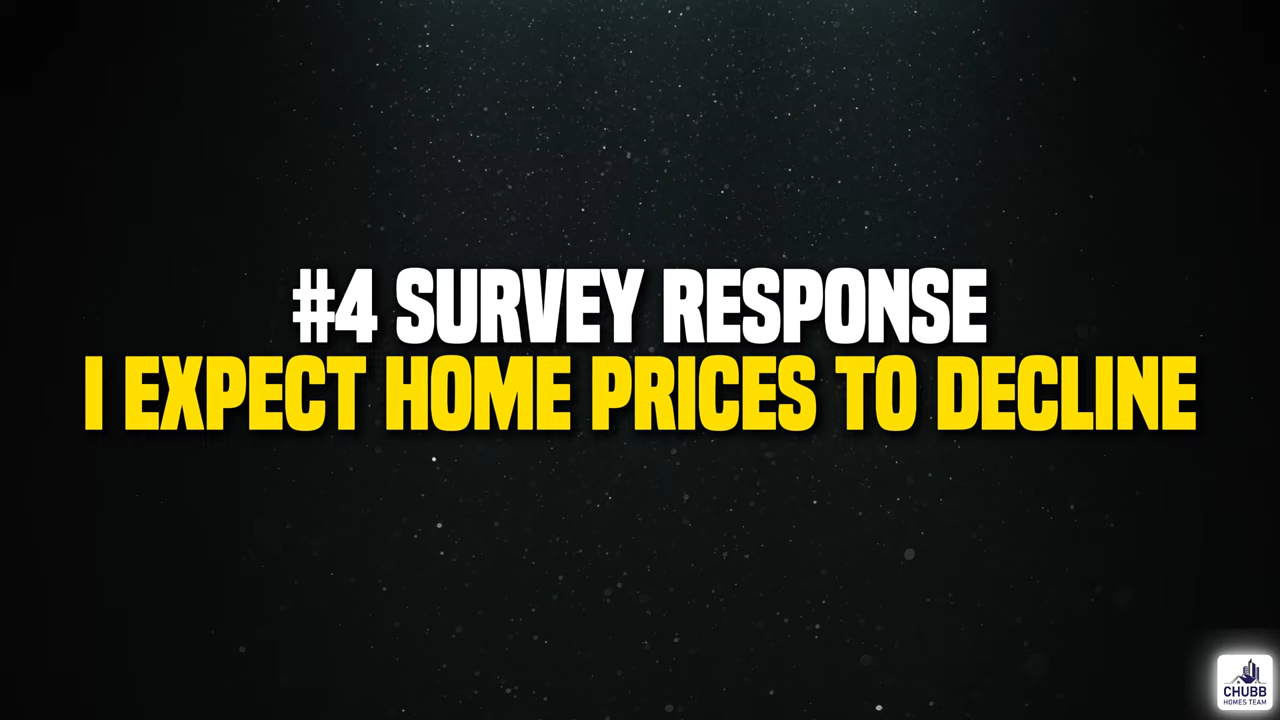 #4 SURVEY RESPONSE
I EXPECT HOME PRICES TO DECLINE
CHUBB
HOMES TEAM